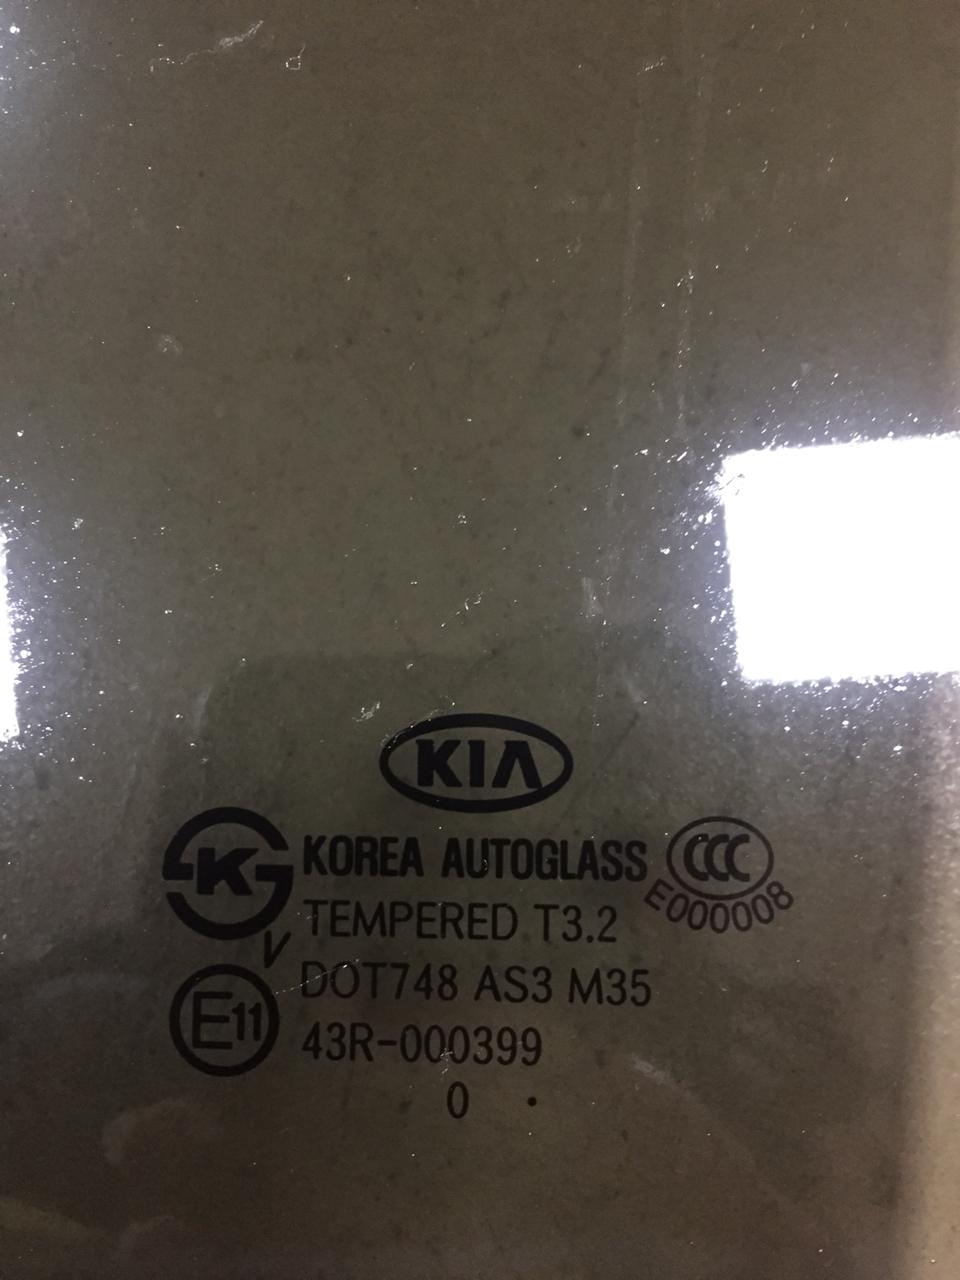 KIA
KOREA AUTOGLASS
CCC
E000008
K
TEMPERED T3.2
V
DOT748 AS3 M35
E11
43R-000399
0 .